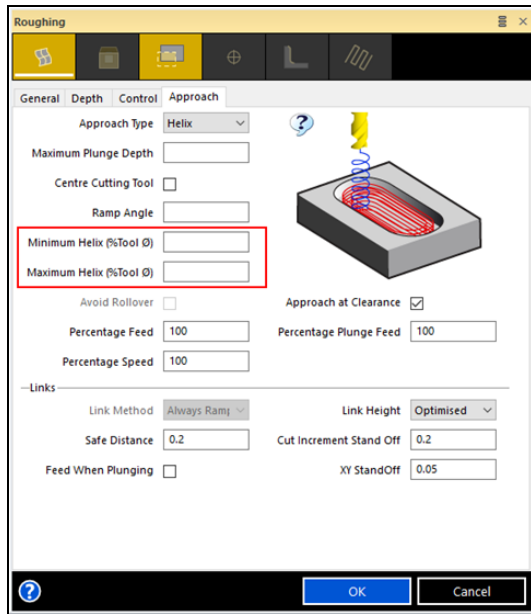 Roughing
General Depth Control Approach
Approach Type Helix
Maximum Plunge Depth
Centre Cutting Tool
Ramp Angle
Minimum Helix (%Tool Ø)
Maximum Helix (%Tool Ø)
Avoid Rollover Approach at Clearance
Percentage Feed 100 Percentage Plunge Feed 100
Percentage Speed 100
Links
Link Method Always Ramp Link Height Optimised
Safe Distance 0.2 Cut Increment Stand Off 0.2
Feed When Plunging XY StandOff 0.05
OK Cancel